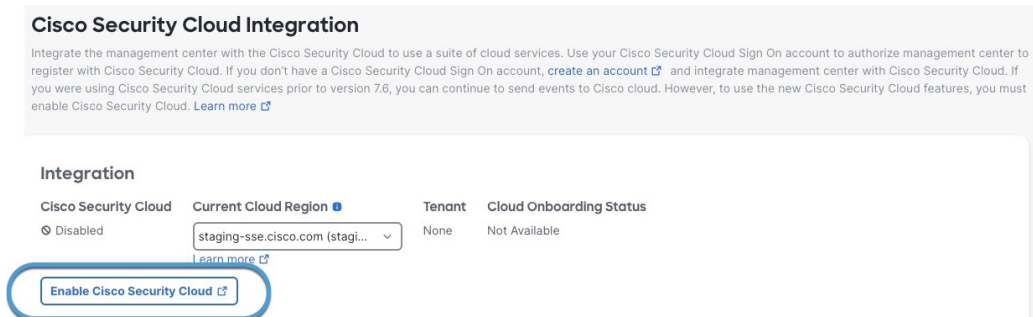 Cisco Security Cloud Integration
Integrate the management center with the Cisco Security Cloud to use a suite of cloud services. Use your Cisco Security Cloud Sign On account to authorize management center to
register with Cisco Security Cloud. If you don't have a Cisco Security Cloud Sign On account, create an account and integrate management center with Cisco Security Cloud. If
you were using Cisco Security Cloud services prior to version 7.6, you can continue to send events to Cisco cloud. However, to use the new Cisco Security Cloud features, you must
enable Cisco Security Cloud. Learn more
Integration
Cisco Security Cloud Current Cloud Region Tenant Cloud Onboarding Status
Disabled staging-sse.cisco.com (stagi... None Not Available
Learn more
Enable Cisco Security Cloud